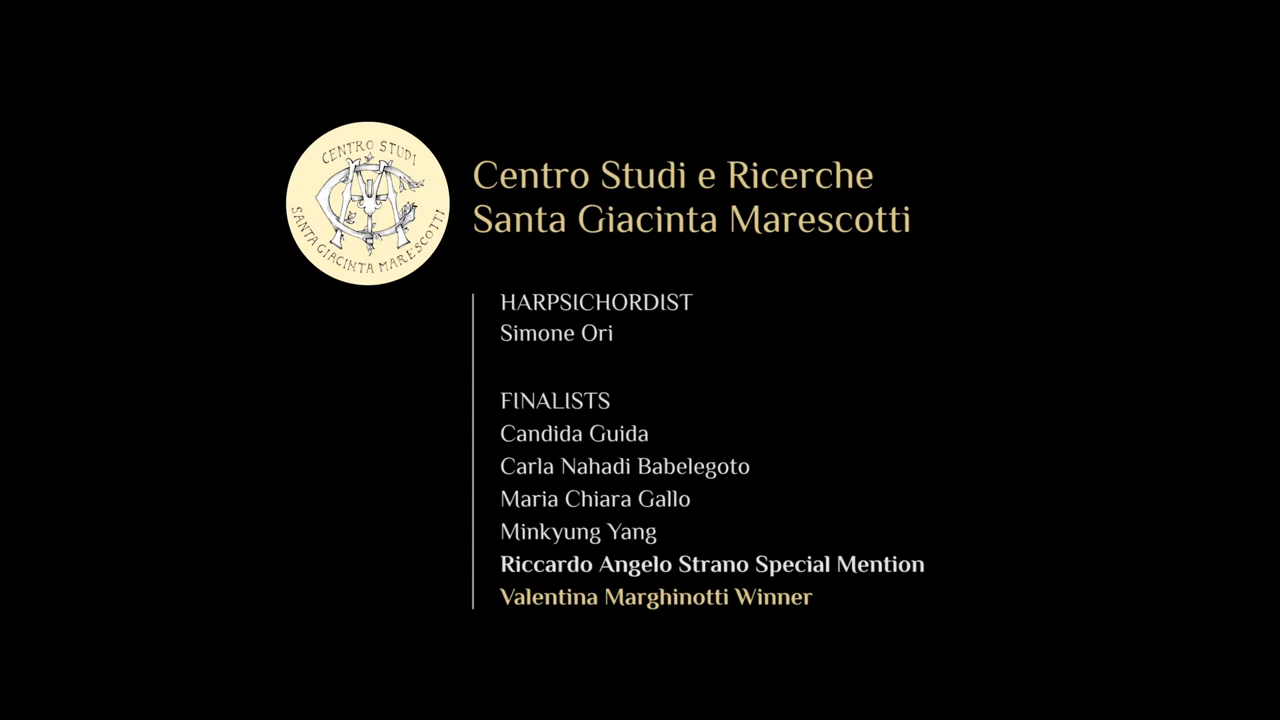 CENTRO STUDI
SANTA GIACINTA MARESCOTTI
Centro Studi e Ricerche
Santa Giacinta Marescotti
HARPSICHORDIST
Simone Ori
FINALISTS
Candida Guida
Carla Nahadi Babelegoto
Maria Chiara Gallo
Minkyung Yang
Riccardo Angelo Strano Special Mention
Valentina Marghinotti Winner